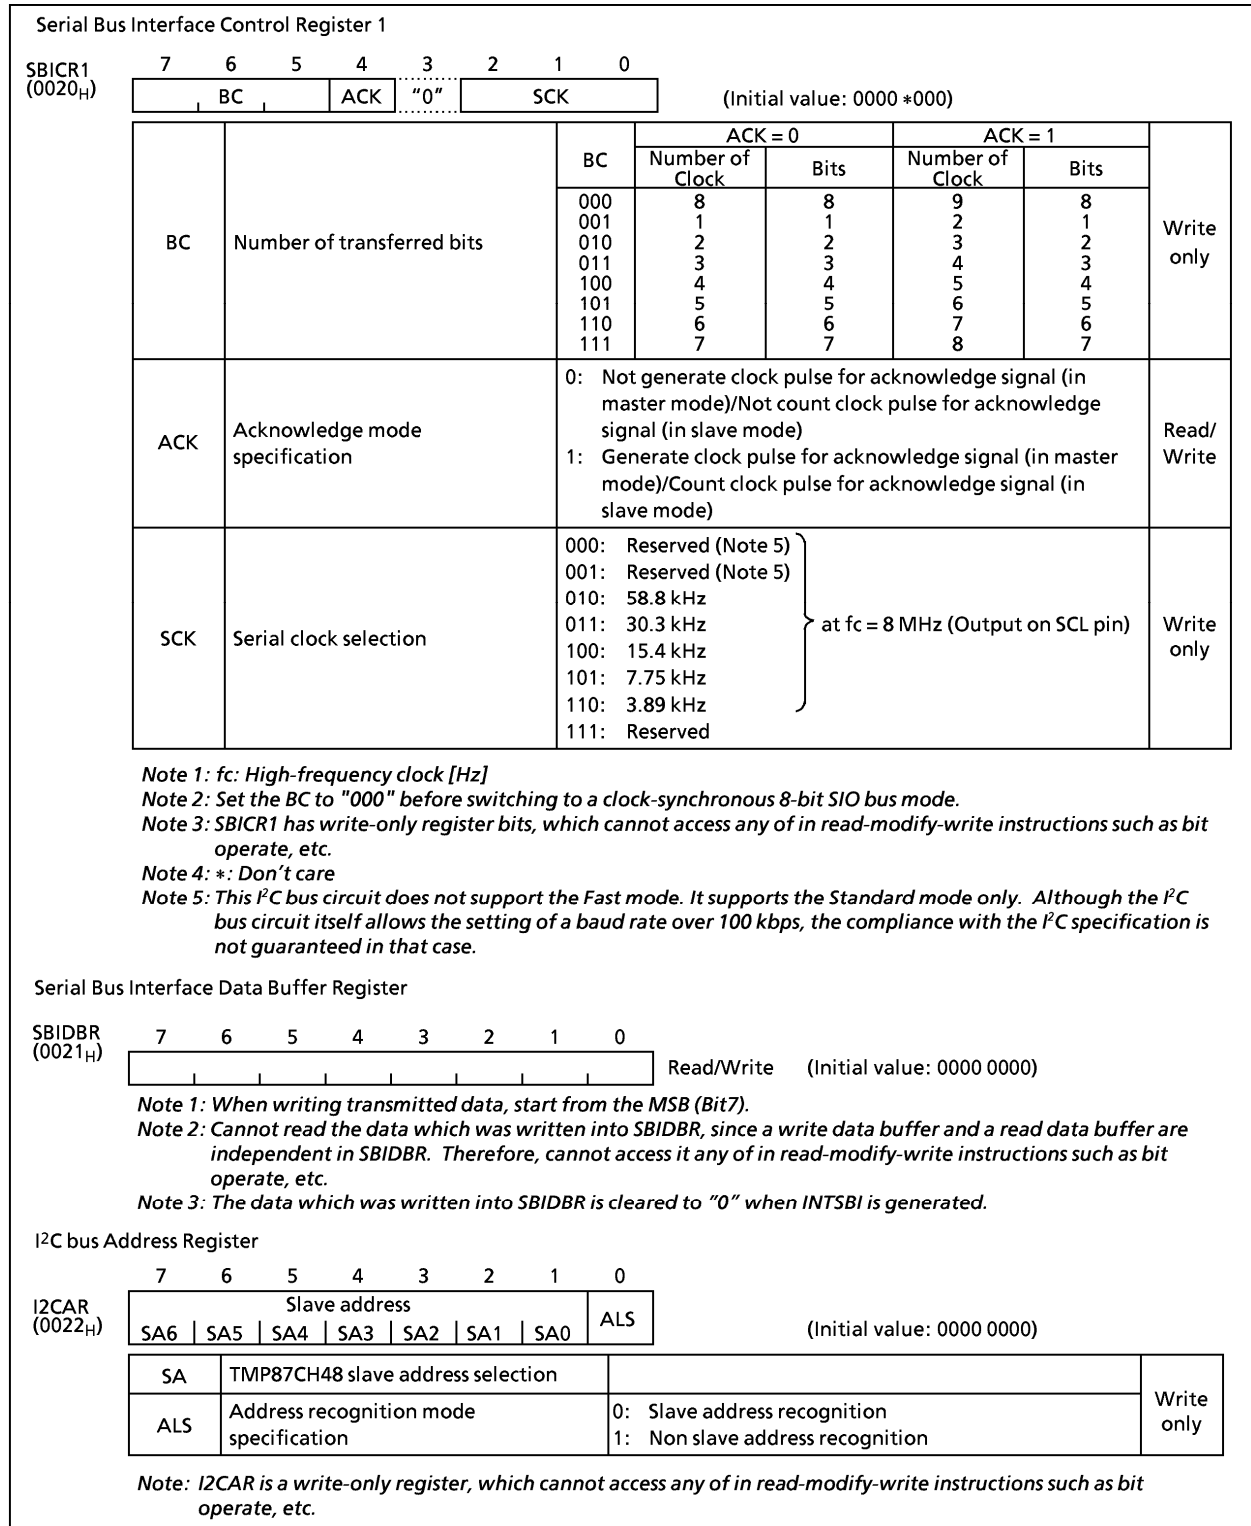 Serial Bus Interface Control Register 1
7 6 5 4 3 2 1 0
SBICR1
(0020H)
BC ACK “0” SCK (Initial value: 0000 ∗000)
ACK = 0 ACK = 1
BC Number of Clock Bits Number of Clock Bits
000 8 8 9 8
001 1 1 2 1
010 2 2 3 2
011 3 3 4 3
100 4 4 5 4
101 5 5 6 5
110 6 6 7 6
111 7 7 8 7
BC Number of transferred bits
Write
only
0: Not generate clock pulse for acknowledge signal (in
master mode)/Not count clock pulse for acknowledge
signal (in slave mode)
1: Generate clock pulse for acknowledge signal (in master
mode)/Count clock pulse for acknowledge signal (in
slave mode)
ACK Acknowledge mode
specification
Read/
Write
000: Reserved (Note 5)
001: Reserved (Note 5)
010: 58.8 kHz
011: 30.3 kHz
100: 15.4 kHz
101: 7.75 kHz
110: 3.89 kHz
111: Reserved
at fc = 8 MHz (Output on SCL pin)
SCK Serial clock selection
Write
only
Note 1: fc: High-frequency clock [Hz]
Note 2: Set the BC to "000" before switching to a clock-synchronous 8-bit SIO bus mode.
Note 3: SBICR1 has write-only register bits, which cannot access any of in read-modify-write instructions such as bit
operate, etc.
Note 4: ∗: Don’t care
Note 5: This I2C bus circuit does not support the Fast mode. It supports the Standard mode only. Although the I2C
bus circuit itself allows the setting of a baud rate over 100 kbps, the compliance with the I2C specification is
not guaranteed in that case.
Serial Bus Interface Data Buffer Register
SBIDBR
(0021H)
7 6 5 4 3 2 1 0
Read/Write (Initial value: 0000 0000)
Note 1: When writing transmitted data, start from the MSB (Bit7).
Note 2: Cannot read the data which was written into SBIDBR, since a write data buffer and a read data buffer are
independent in SBIDBR. Therefore, cannot access it any of in read-modify-write instructions such as bit
operate, etc.
Note 3: The data which was written into SBIDBR is cleared to "0" when INTSBI is generated.
I2C bus Address Register
7 6 5 4 3 2 1 0
I2CAR
(0022H)
Slave address
SA6 SA5 SA4 SA3 SA2 SA1 SA0 ALS
(Initial value: 0000 0000)
SA TMP87CH48 slave address selection
ALS Address recognition mode
specification
0: Slave address recognition
1: Non slave address recognition
Write
only
Note: I2CAR is a write-only register, which cannot access any of in read-modify-write instructions such as bit
operate, etc.